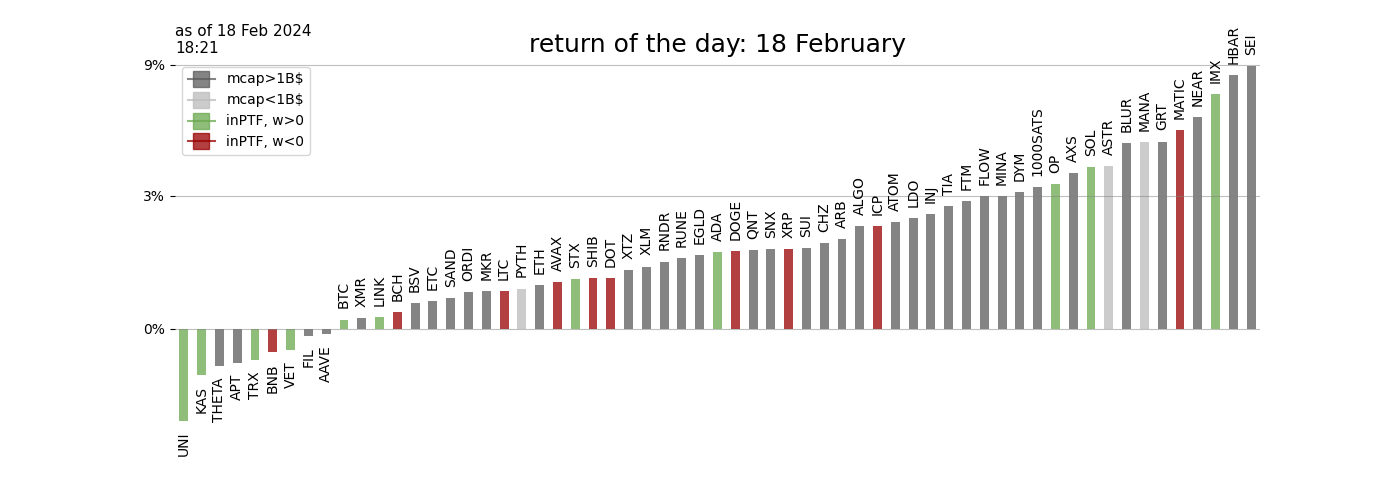 as of 18 Feb 2024
18:21
return of the day: 18 February
9%
3%
0%
mcap>1B$
mcap<1B$
inPTF, w>0
inPTF, w<0
UNI
KAS
THETA
APT
TRX
BNB
VET
FIL
AAVE
BTC
XMR
LINK
BCH
BSV
ETC
SAND
ORDI
MKR
LTC
PYTH
ETH
AVAX
STX
SHIB
DOT
XTZ
XLM
RNDR
RUNE
EGLD
ADA
DOGE
QNT
SNX
XRP
SUI
CHZ
ARB
ALGO
ICP
ATOM
LDO
INJ
TIA
FTM
FLOW
MINA
DYM
1000SATS
OP
AXS
SOL
ASTR
BLUR
MANA
GRT
MATIC
NEAR
IMX
HBAR
SEI